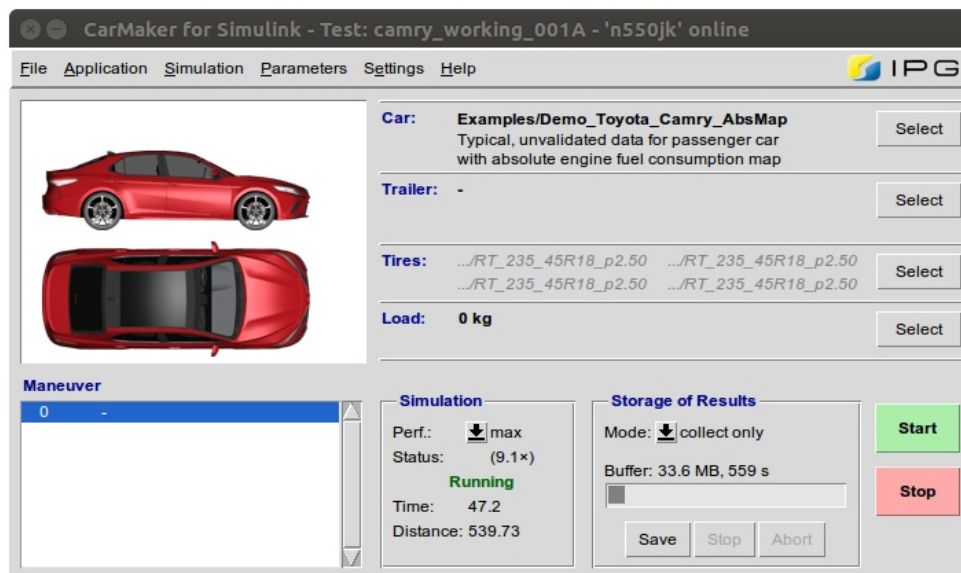 CarMaker for Simulink - Test: camry_working_001A - 'n550jk' online
File Application Simulation Parameters Settings Help
IPG
Car: Examples/Demo_Toyota_Camry_AbsMap
Typical, unvalidated data for passenger car
with absolute engine fuel consumption map
Select
Trailer: -
Select
Tires: .../RT_235_45R18_p2.50 .../RT_235_45R18_p2.50
.../RT_235_45R18_p2.50 .../RT_235_45R18_p2.50
Select
Load: 0 kg
Select
Maneuver
0 -
Simulation
Perf.: max
Status: (9.1×)
Running
Time: 47.2
Distance: 539.73
Storage of Results
Mode: collect only
Buffer: 33.6 MB, 559 s
Save Stop Abort
Start
Stop